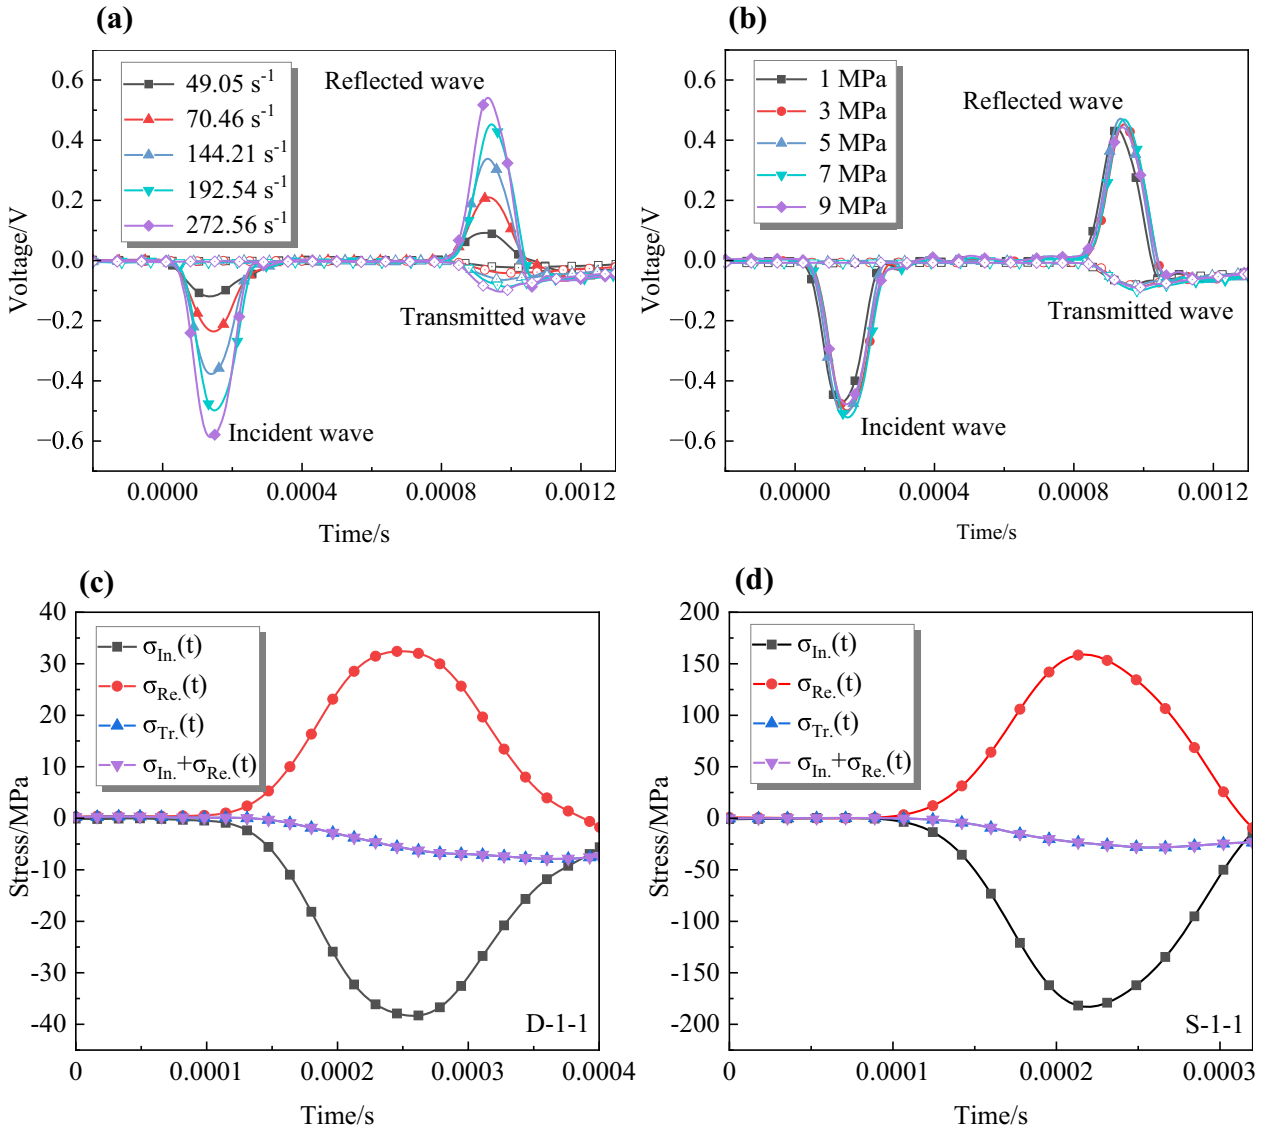 (a)
0.6
0.4
0.2
0.0
−0.2
−0.4
−0.6
Voltage/V
49.05 s⁻¹
70.46 s⁻¹
144.21 s⁻¹
192.54 s⁻¹
272.56 s⁻¹
Reflected wave
Transmitted wave
Incident wave
0.0000
0.0004
0.0008
0.0012
Time/s
(b)
0.6
0.4
0.2
0.0
−0.2
−0.4
−0.6
Voltage/V
1 MPa
3 MPa
5 MPa
7 MPa
9 MPa
Reflected wave
Transmitted wave
Incident wave
0.0000
0.0004
0.0008
0.0012
Time/s
(c)
40
30
20
10
0
-10
-20
-30
-40
Stress/MPa
σIn.(t)
σRe.(t)
σTr.(t)
σIn.+σRe.(t)
D-1-1
0
0.0001
0.0002
0.0003
0.0004
Time/s
(d)
200
150
100
50
0
-50
-100
-150
-200
Stress/MPa
σIn.(t)
σRe.(t)
σTr.(t)
σIn.+σRe.(t)
S-1-1
0
0.0001
0.0002
0.0003
Time/s